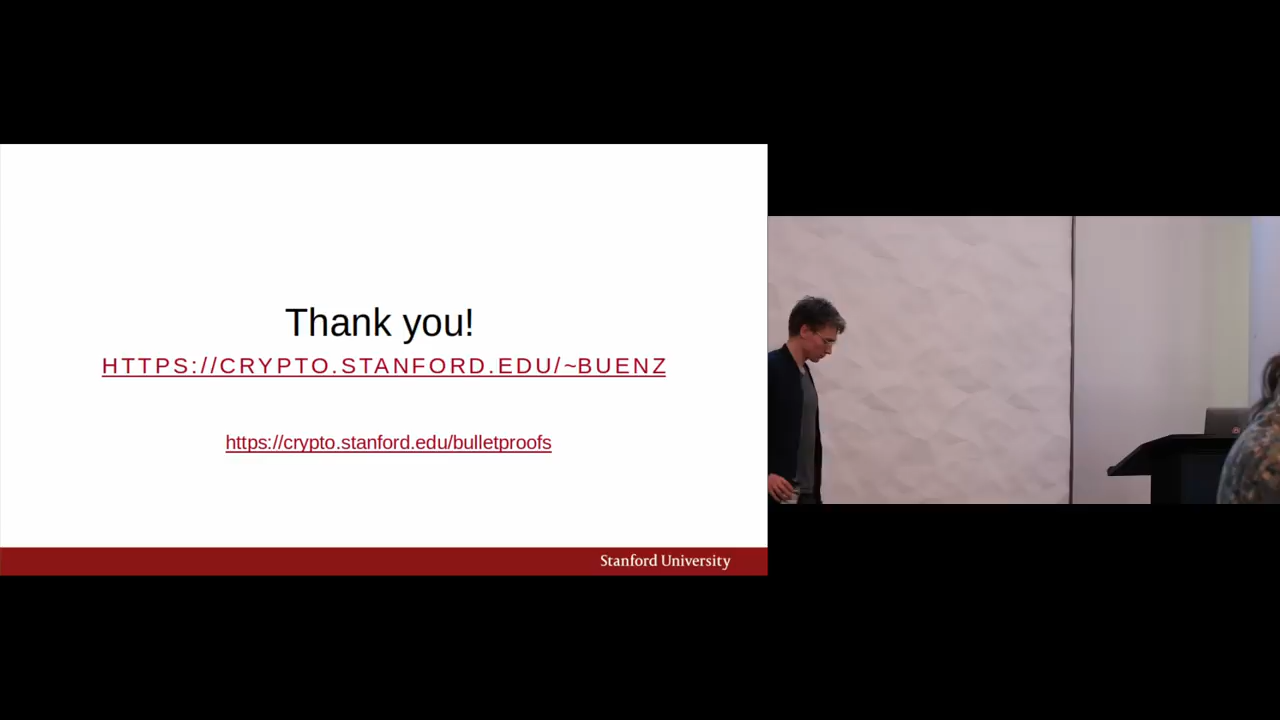 Thank you!
HTTPS://CRYPTO.STANFORD.EDU/~BUENZ
https://crypto.stanford.edu/bulletproofs
Stanford University